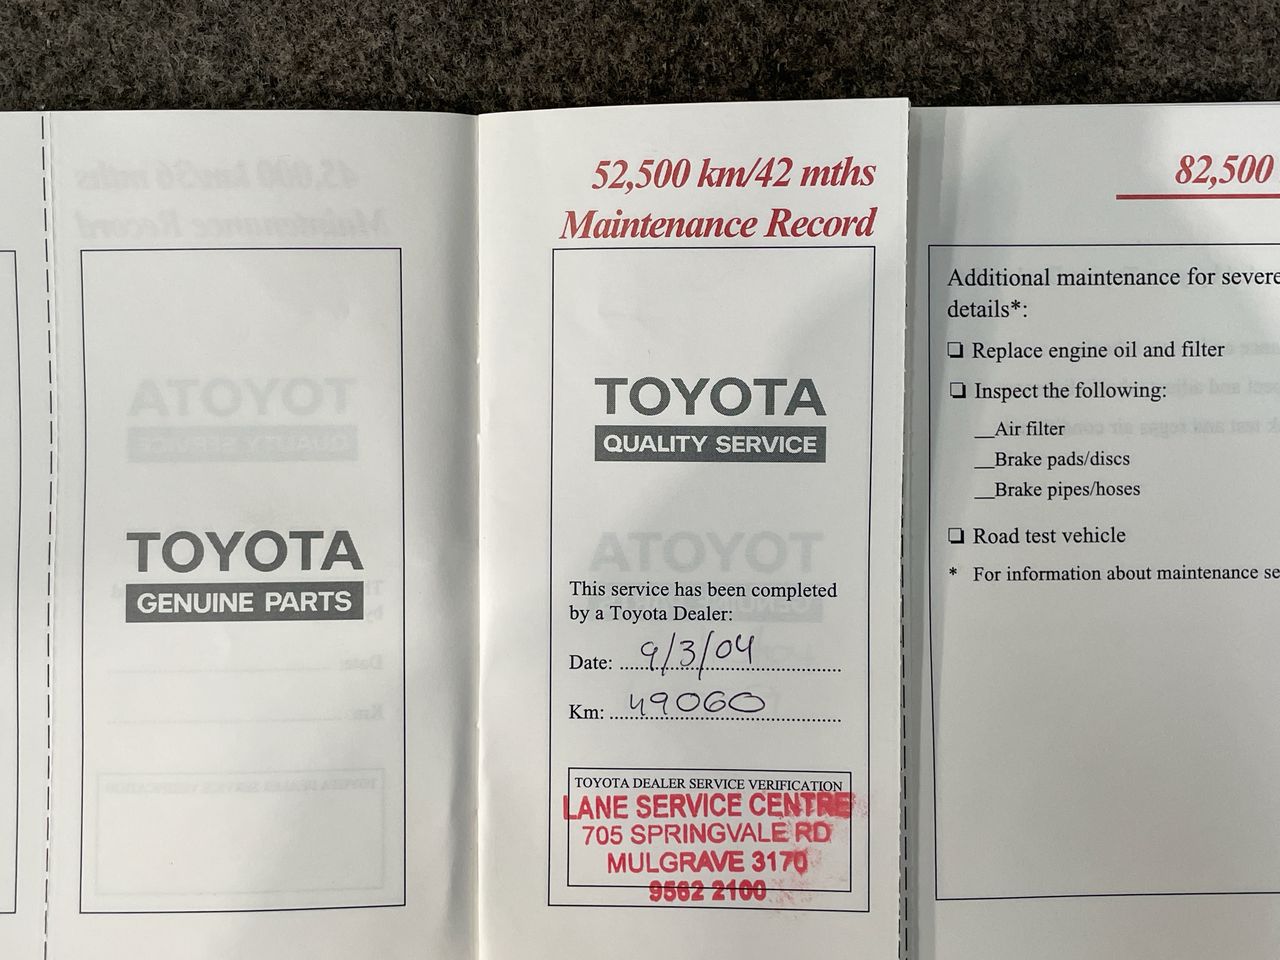 TOYOTA
GENUINE PARTS
52,500 km/42 mths
Maintenance Record
TOYOTA
QUALITY SERVICE
This service has been completed
by a Toyota Dealer:
Date: 9/3/04
Km: 49060
TOYOTA DEALER SERVICE VERIFICATION
LANE SERVICE CENTRE
705 SPRINGVALE RD
MULGRAVE 3170
9562 2100
82,500
Additional maintenance for severe
details*:
❏ Replace engine oil and filter
❏ Inspect the following:
__Air filter
__Brake pads/discs
__Brake pipes/hoses
❏ Road test vehicle
* For information about maintenance se